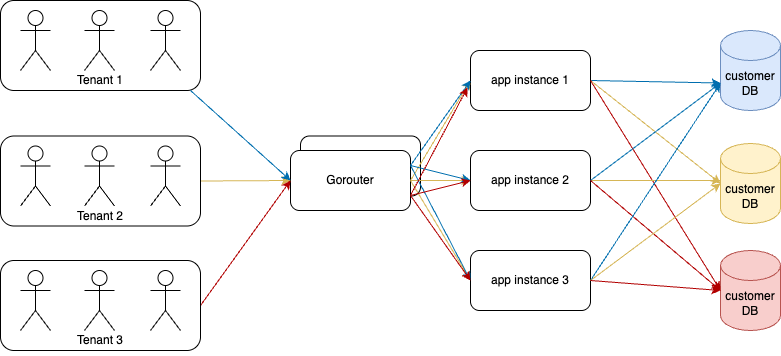 Tenant 1
Tenant 2
Tenant 3
Gorouter
app instance 1
app instance 2
app instance 3
customer
DB
customer
DB
customer
DB